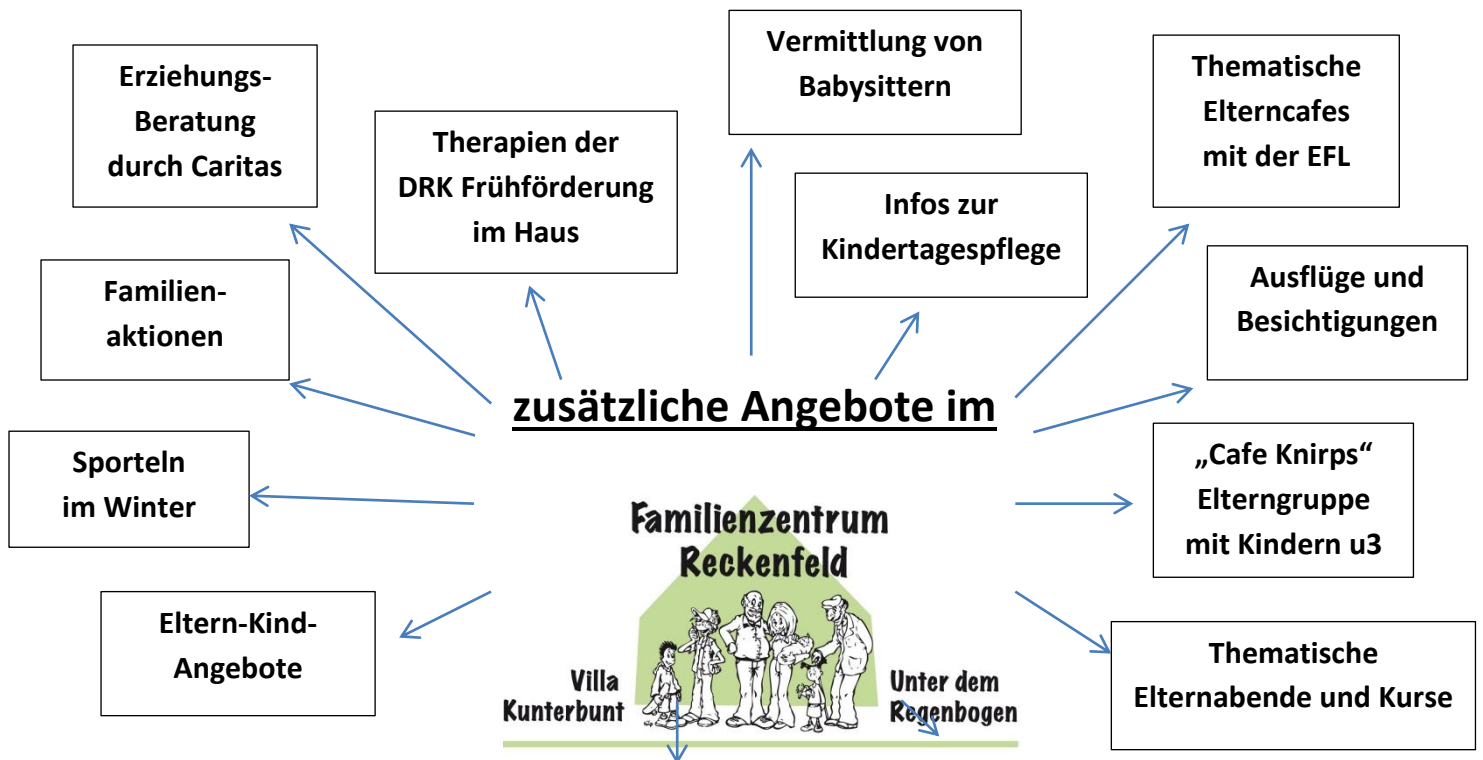 Erziehungs-
Beratung
durch Caritas
Therapien der
DRK Frühförderung
im Haus
Vermittlung von
Babysittern
Infos zur
Kindertagespflege
Thematische
Elterncafes
mit der EFL
Familien-
aktionen
Ausflüge und
Besichtigungen
zusätzliche Angebote im
Sporteln
im Winter
„Cafe Knirps“
Elterngruppe
mit Kindern u3
Familienzentrum
Reckenfeld
Eltern-Kind-
Angebote
Villa
Kunterbunt
Unter dem
Regenbogen
Thematische
Elternabende und Kurse